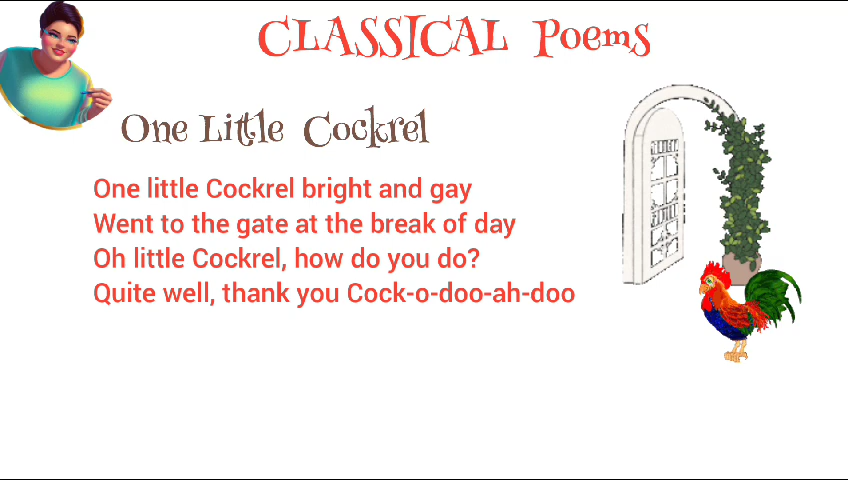 CLASSICAL Poems
One Little Cockrel
One little Cockrel bright and gay
Went to the gate at the break of day
Oh little Cockrel, how do you do?
Quite well, thank you Cock-o-doo-ah-doo